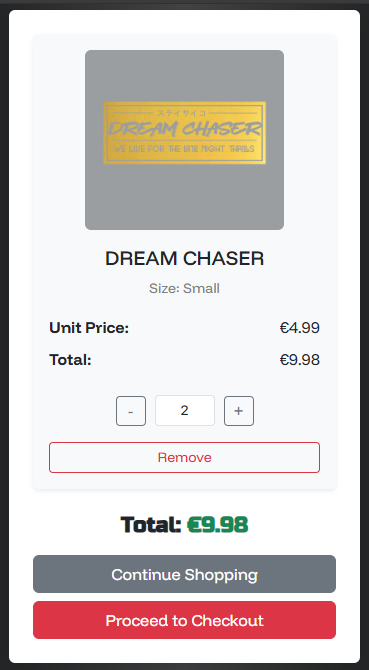 ステイサイコ
DREAM CHASER
WE LIVE FOR THE LATE NIGHT THRILLS
DREAM CHASER
Size: Small
Unit Price: €4.99
Total: €9.98
- 2 +
Remove
Total: €9.98
Continue Shopping
Proceed to Checkout